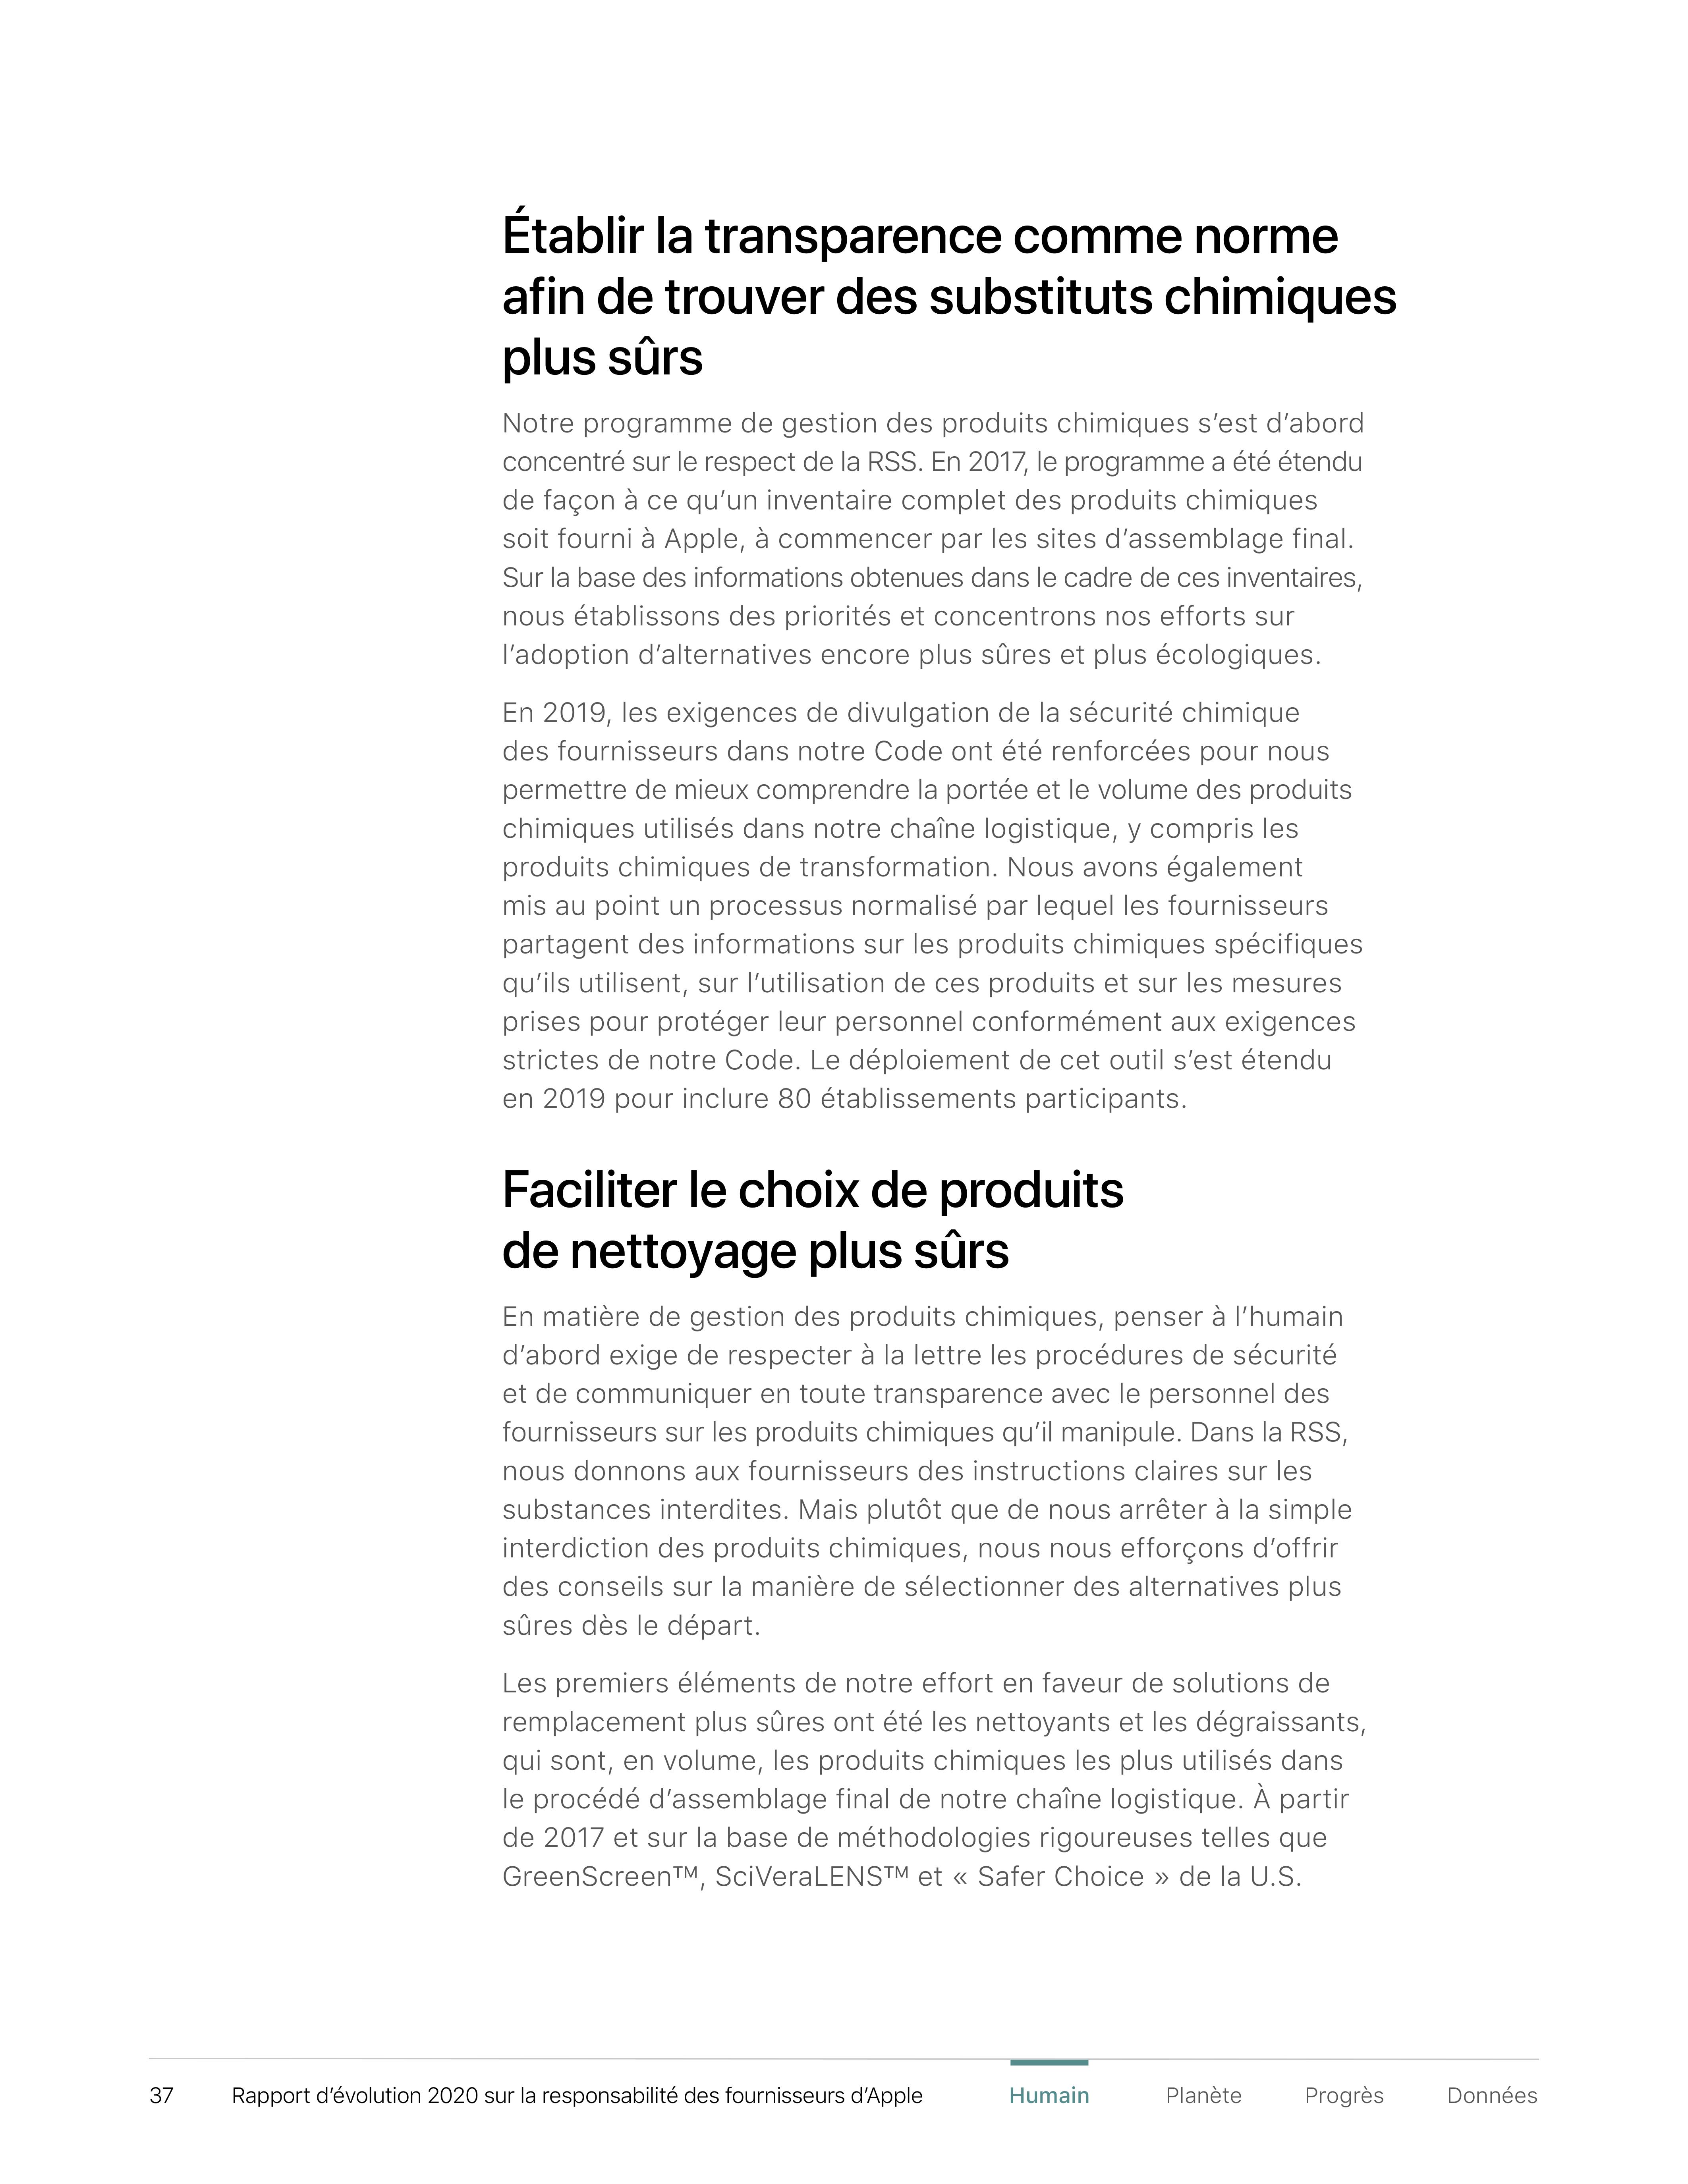 Établir la transparence comme norme
afin de trouver des substituts chimiques
plus sûrs
Notre programme de gestion des produits chimiques s’est d’abord
concentré sur le respect de la RSS. En 2017, le programme a été étendu
de façon à ce qu’un inventaire complet des produits chimiques
soit fourni à Apple, à commencer par les sites d’assemblage final.
Sur la base des informations obtenues dans le cadre de ces inventaires,
nous établissons des priorités et concentrons nos efforts sur
l’adoption d’alternatives encore plus sûres et plus écologiques.
En 2019, les exigences de divulgation de la sécurité chimique
des fournisseurs dans notre Code ont été renforcées pour nous
permettre de mieux comprendre la portée et le volume des produits
chimiques utilisés dans notre chaîne logistique, y compris les
produits chimiques de transformation. Nous avons également
mis au point un processus normalisé par lequel les fournisseurs
partagent des informations sur les produits chimiques spécifiques
qu’ils utilisent, sur l’utilisation de ces produits et sur les mesures
prises pour protéger leur personnel conformément aux exigences
strictes de notre Code. Le déploiement de cet outil s’est étendu
en 2019 pour inclure 80 établissements participants.
Faciliter le choix de produits
de nettoyage plus sûrs
En matière de gestion des produits chimiques, penser à l’humain
d’abord exige de respecter à la lettre les procédures de sécurité
et de communiquer en toute transparence avec le personnel des
fournisseurs sur les produits chimiques qu’il manipule. Dans la RSS,
nous donnons aux fournisseurs des instructions claires sur les
substances interdites. Mais plutôt que de nous arrêter à la simple
interdiction des produits chimiques, nous nous efforçons d’offrir
des conseils sur la manière de sélectionner des alternatives plus
sûres dès le départ.
Les premiers éléments de notre effort en faveur de solutions de
remplacement plus sûres ont été les nettoyants et les dégraissants,
qui sont, en volume, les produits chimiques les plus utilisés dans
le procédé d’assemblage final de notre chaîne logistique. À partir
de 2017 et sur la base de méthodologies rigoureuses telles que
GreenScreen™, SciVeraLENS™ et « Safer Choice » de la U.S.
37 Rapport d’évolution 2020 sur la responsabilité des fournisseurs d’Apple Humain Planète Progrès Données